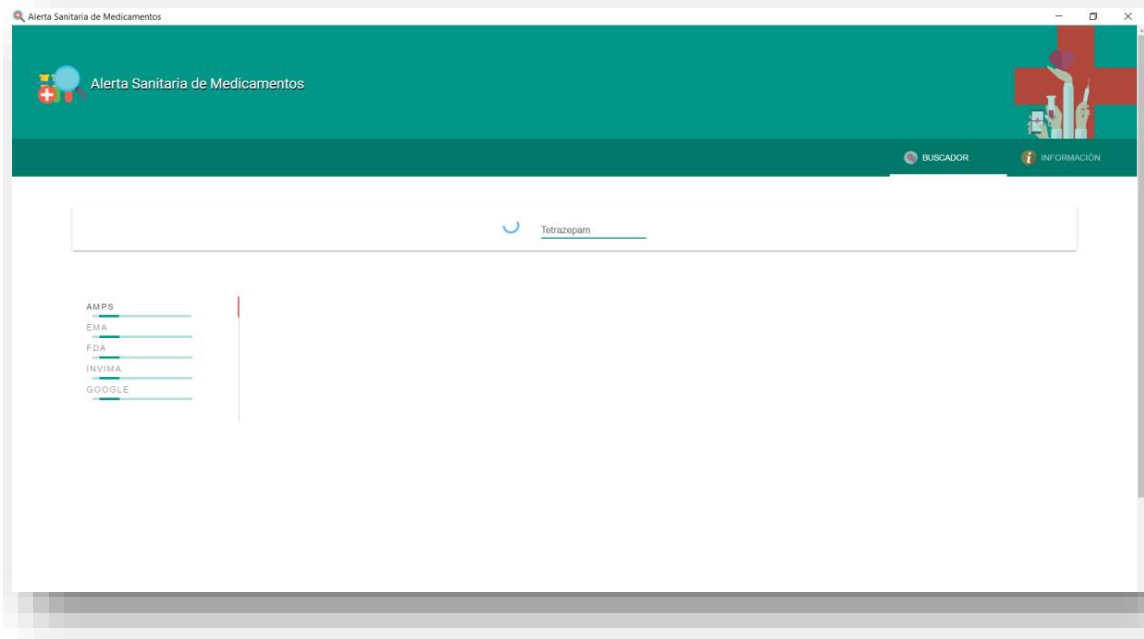 Alerta Sanitaria de Medicamentos
Alerta Sanitaria de Medicamentos
BUSCADOR
INFORMACIÓN
Tetrazepam
AMPS
EMA
FDA
INVIMA
GOOGLE